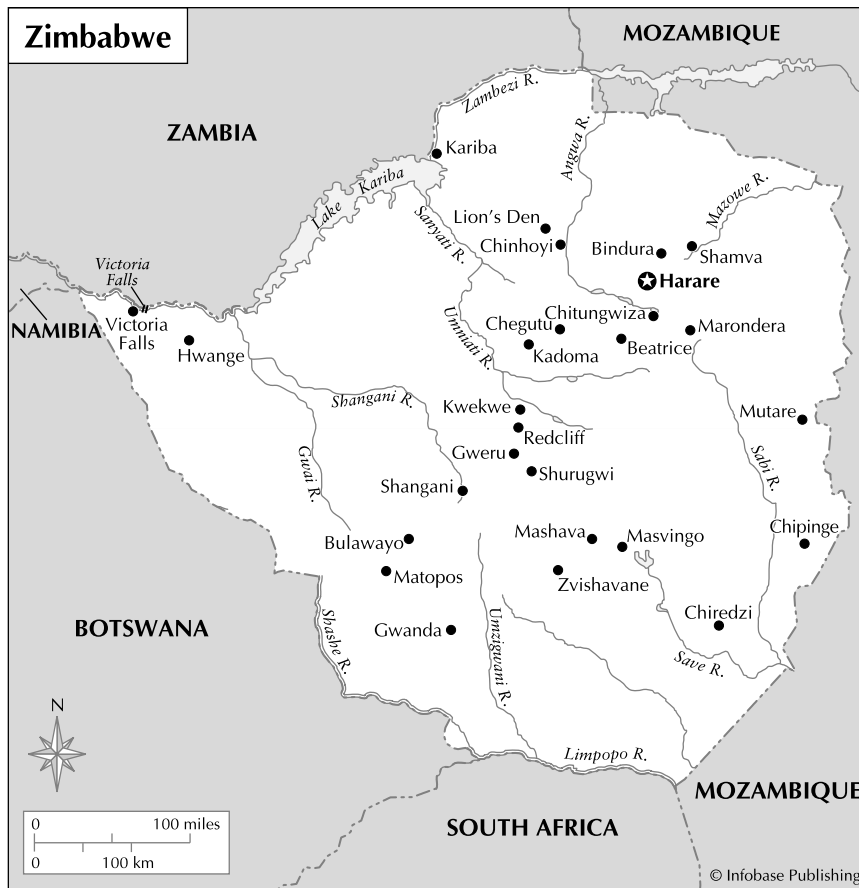 Zimbabwe
MOZAMBIQUE
Zambezi R.
ZAMBIA
Kariba
Angwa R.
Lake Kariba
Mazowe R.
Sanyati R.
Lion's Den
Chinhoyi
Bindura
Shamva
Harare
Victoria
Falls
NAMIBIA
Victoria
Falls
Hwange
Umniati R.
Chitungwiza
Chegutu
Kadoma
Beatrice
Marondera
Shangani R.
Kwekwe
Redcliff
Mutare
Gweru
Shurugwi
Gwai R.
Sabi R.
Shangani
Bulawayo
Mashava
Masvingo
Chipinge
Matopos
Zvishavane
BOTSWANA
Shashe R.
Gwanda
Umzigwani R.
Chiredzi
Save R.
N
Limpopo R.
MOZAMBIQUE
SOUTH AFRICA
0 100 miles
0 100 km
© Infobase Publishing